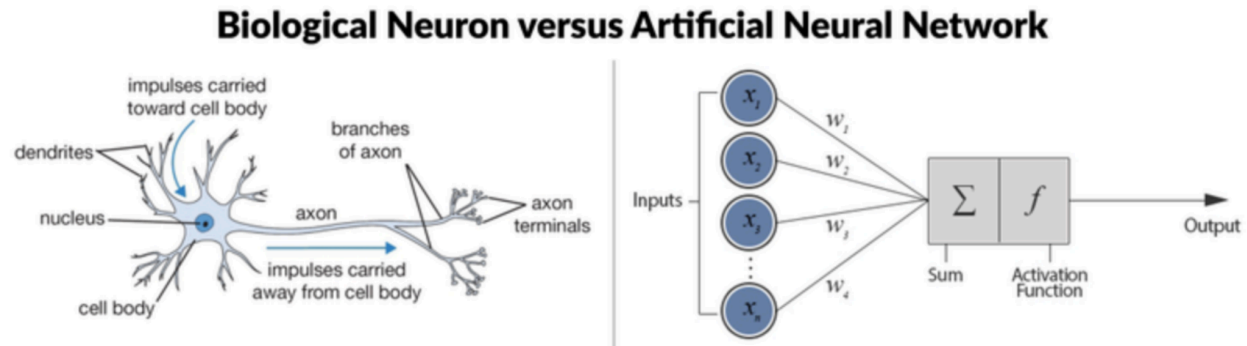 Biological Neuron versus Artificial Neural Network
impulses carried
toward cell body
dendrites
nucleus
cell body
axon
impulses carried
away from cell body
branches
of axon
axon
terminals
Inputs
x₁
x₂
x₃
xₙ
w₁
w₂
w₃
w₄
Σ
f
Sum
Activation
Function
Output